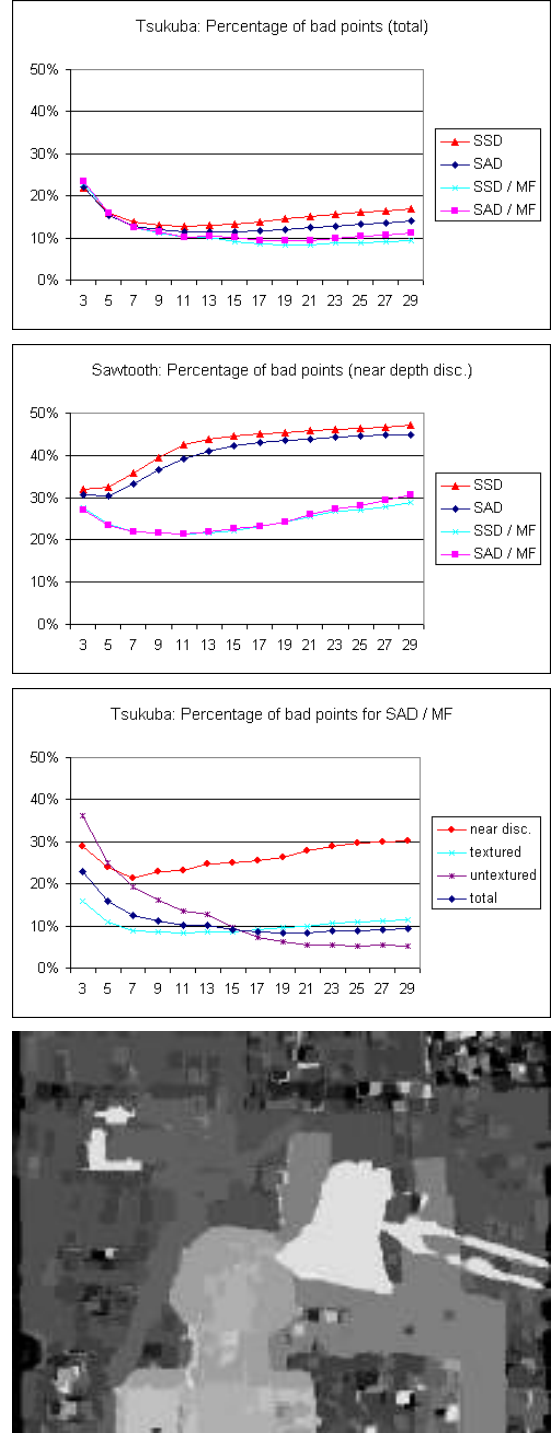 Tsukuba: Percentage of bad points (total)
50%
40%
30%
20%
10%
0%
3 5 7 9 11 13 15 17 19 21 23 25 27 29
SSD
SAD
SSD / MF
SAD / MF
Sawtooth: Percentage of bad points (near depth disc.)
50%
40%
30%
20%
10%
0%
3 5 7 9 11 13 15 17 19 21 23 25 27 29
SSD
SAD
SSD / MF
SAD / MF
Tsukuba: Percentage of bad points for SAD / MF
50%
40%
30%
20%
10%
0%
3 5 7 9 11 13 15 17 19 21 23 25 27 29
near disc.
textured
untextured
total